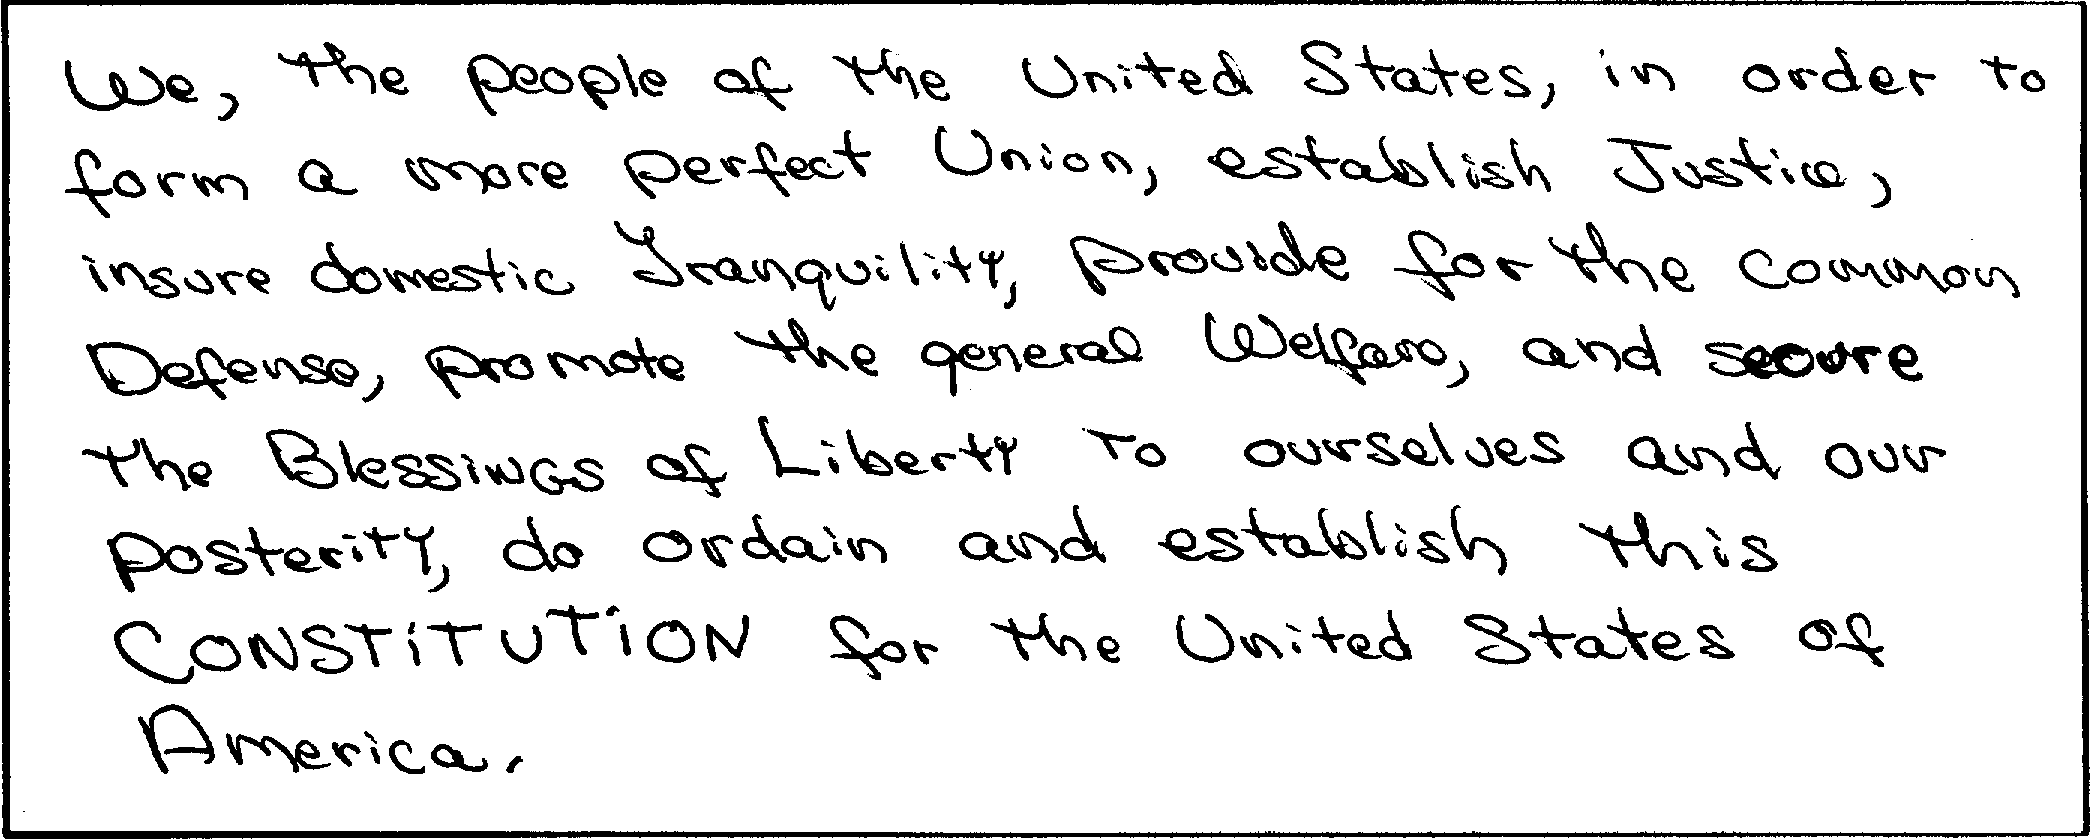 We, the people of the United States, in order to
form a more perfect Union, establish Justice,
insure domestic Tranquility, provide for the common
Defense, promote the general Welfare, and secure
the Blessings of Liberty to ourselves and our
posterity, do ordain and establish this
CONSTITUTION for the United States of
America.